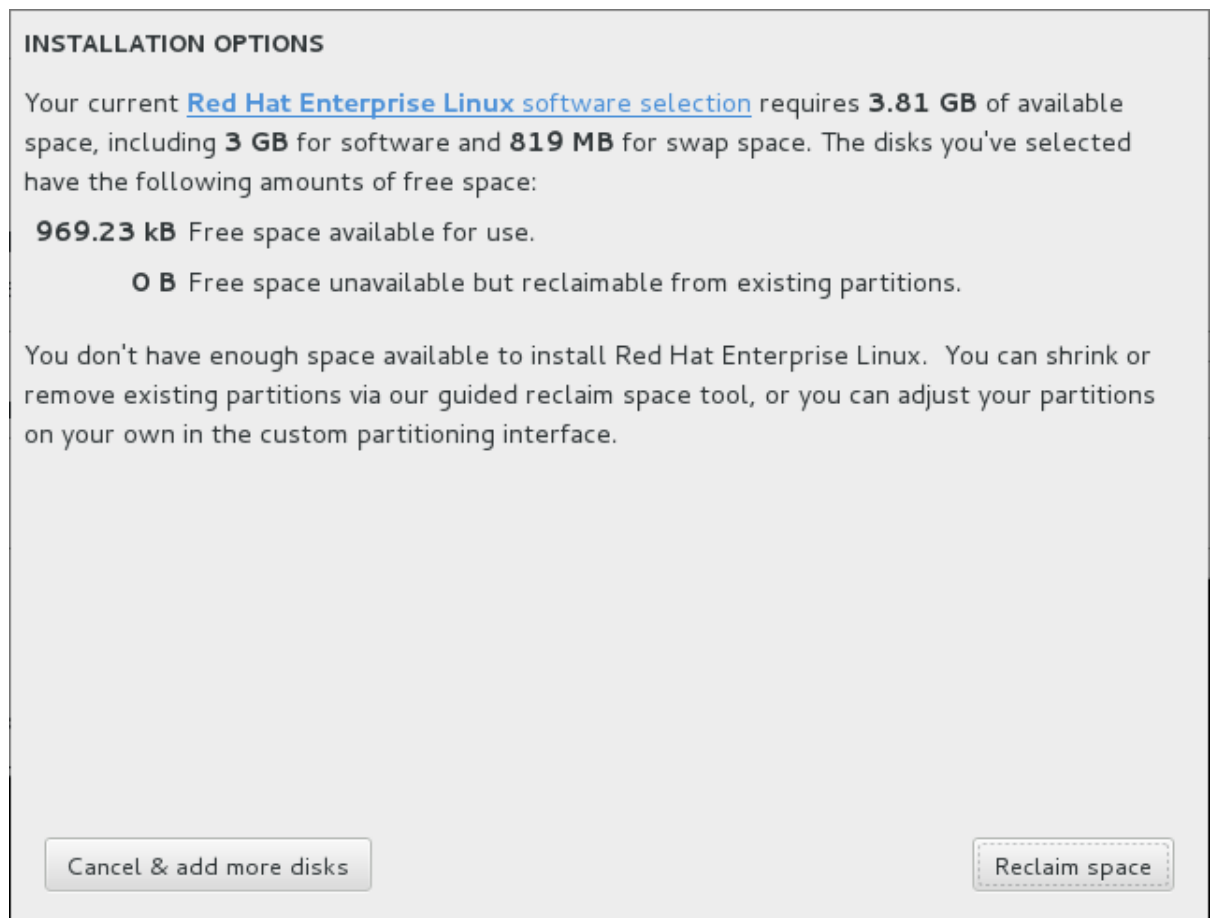 INSTALLATION OPTIONS
Your current Red Hat Enterprise Linux software selection requires 3.81 GB of available
space, including 3 GB for software and 819 MB for swap space. The disks you've selected
have the following amounts of free space:
969.23 kB Free space available for use.
0 B Free space unavailable but reclaimable from existing partitions.
You don't have enough space available to install Red Hat Enterprise Linux.  You can shrink or
remove existing partitions via our guided reclaim space tool, or you can adjust your partitions
on your own in the custom partitioning interface.
Cancel & add more disks
Reclaim space